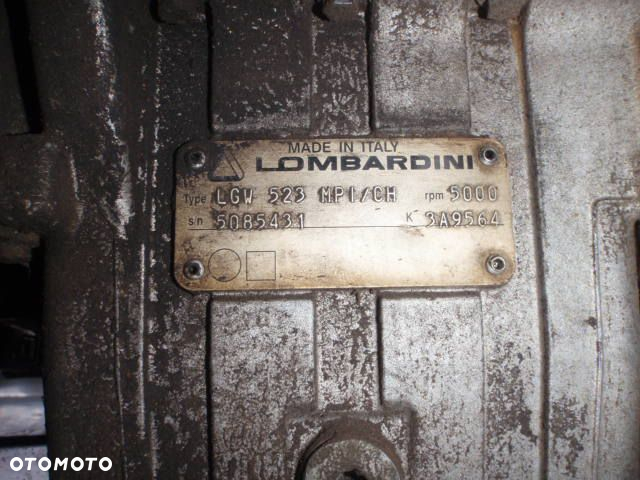 MADE IN ITALY
LOMBARDINI
Type LGW 523 MPI/CH rpm 5000
s/n 5085431 K 3A9564
OTOMOTO